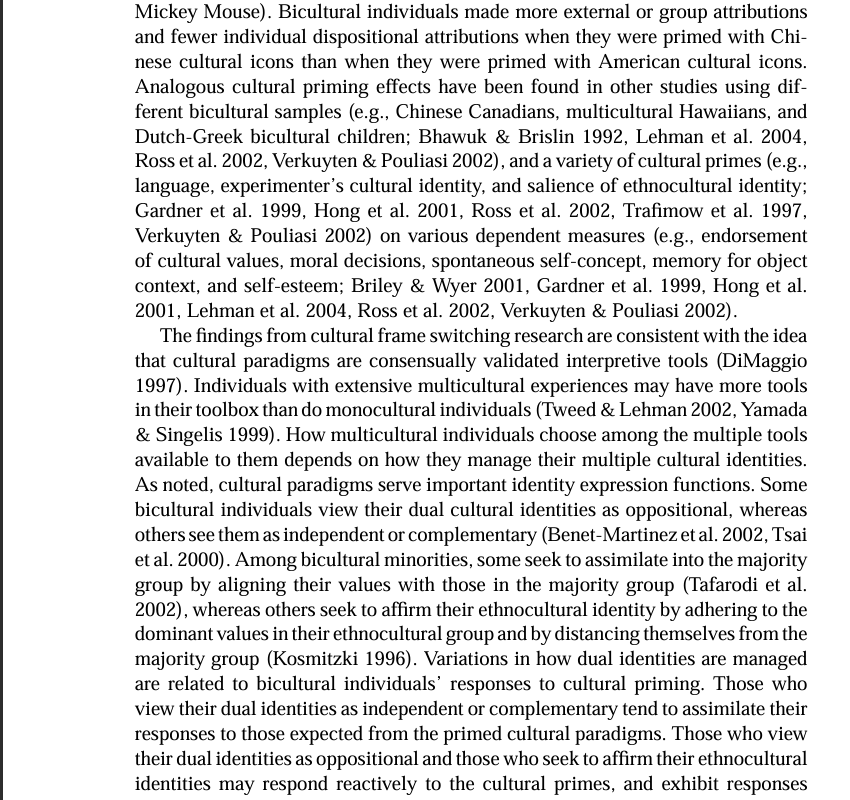 Mickey Mouse). Bicultural individuals made more external or group attributions
and fewer individual dispositional attributions when they were primed with Chi-
nese cultural icons than when they were primed with American cultural icons.
Analogous cultural priming effects have been found in other studies using dif-
ferent bicultural samples (e.g., Chinese Canadians, multicultural Hawaiians, and
Dutch-Greek bicultural children; Bhawuk & Brislin 1992, Lehman et al. 2004,
Ross et al. 2002, Verkuyten & Pouliasi 2002), and a variety of cultural primes (e.g.,
language, experimenter's cultural identity, and salience of ethnocultural identity;
Gardner et al. 1999, Hong et al. 2001, Ross et al. 2002, Trafimow et al. 1997,
Verkuyten & Pouliasi 2002) on various dependent measures (e.g., endorsement
of cultural values, moral decisions, spontaneous self-concept, memory for object
context, and self-esteem; Briley & Wyer 2001, Gardner et al. 1999, Hong et al.
2001, Lehman et al. 2004, Ross et al. 2002, Verkuyten & Pouliasi 2002).
The findings from cultural frame switching research are consistent with the idea
that cultural paradigms are consensually validated interpretive tools (DiMaggio
1997). Individuals with extensive multicultural experiences may have more tools
in their toolbox than do monocultural individuals (Tweed & Lehman 2002, Yamada
& Singelis 1999). How multicultural individuals choose among the multiple tools
available to them depends on how they manage their multiple cultural identities.
As noted, cultural paradigms serve important identity expression functions. Some
bicultural individuals view their dual cultural identities as oppositional, whereas
others see them as independent or complementary (Benet-Martinez et al. 2002, Tsai
et al. 2000). Among bicultural minorities, some seek to assimilate into the majority
group by aligning their values with those in the majority group (Tafarodi et al.
2002), whereas others seek to affirm their ethnocultural identity by adhering to the
dominant values in their ethnocultural group and by distancing themselves from the
majority group (Kosmitzki 1996). Variations in how dual identities are managed
are related to bicultural individuals' responses to cultural priming. Those who
view their dual identities as independent or complementary tend to assimilate their
responses to those expected from the primed cultural paradigms. Those who view
their dual identities as oppositional and those who seek to affirm their ethnocultural
identities may respond reactively to the cultural primes, and exhibit responses